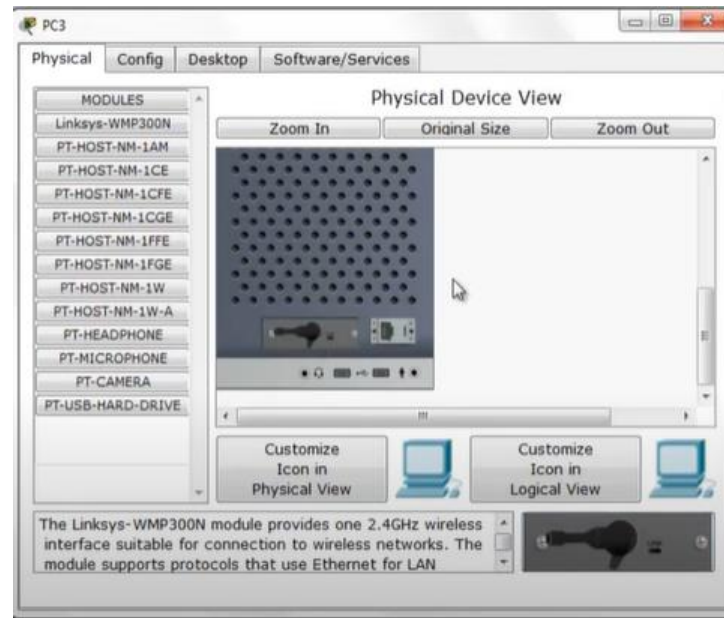 PC3
Physical Config Desktop Software/Services
MODULES
Linksys-WMP300N
PT-HOST-NM-1AM
PT-HOST-NM-1CE
PT-HOST-NM-1CFE
PT-HOST-NM-1CGE
PT-HOST-NM-1FFE
PT-HOST-NM-1FGE
PT-HOST-NM-1W
PT-HOST-NM-1W-A
PT-HEADPHONE
PT-MICROPHONE
PT-CAMERA
PT-USB-HARD-DRIVE
Physical Device View
Zoom In Original Size Zoom Out
Customize
Icon in
Physical View
Customize
Icon in
Logical View
The Linksys-WMP300N module provides one 2.4GHz wireless
interface suitable for connection to wireless networks. The
module supports protocols that use Ethernet for LAN